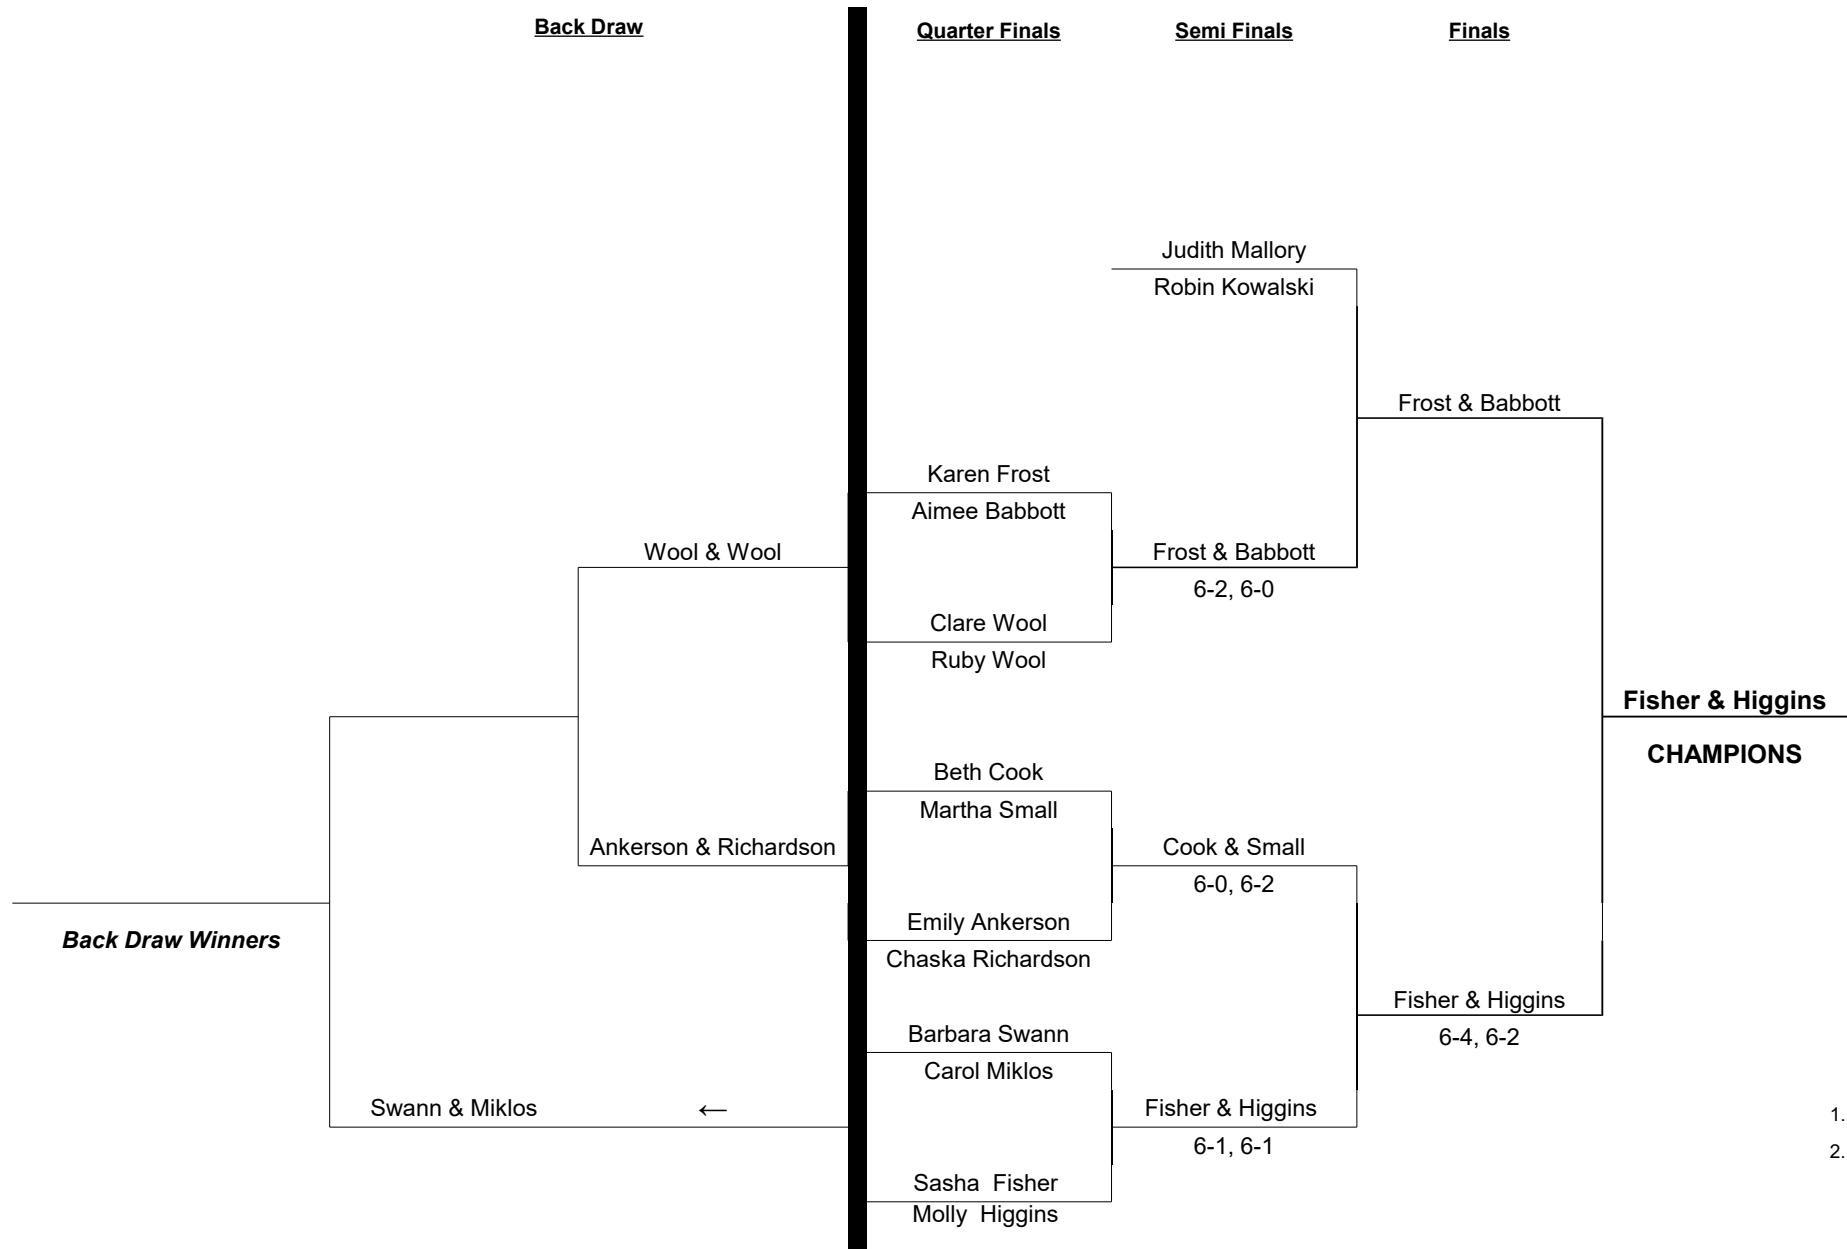 Back Draw
Quarter Finals
Semi Finals
Finals
Judith Mallory
Robin Kowalski
Frost & Babbott
Karen Frost
Aimee Babbott
Wool & Wool
Frost & Babbott
6-2, 6-0
Clare Wool
Ruby Wool
Fisher & Higgins
CHAMPIONS
Beth Cook
Martha Small
Ankerson & Richardson
Cook & Small
6-0, 6-2
Emily Ankerson
Chaska Richardson
Back Draw Winners
Fisher & Higgins
6-4, 6-2
Barbara Swann
Carol Miklos
Swann & Miklos ←
Fisher & Higgins
6-1, 6-1
1.
2.
Sasha  Fisher
Molly  Higgins